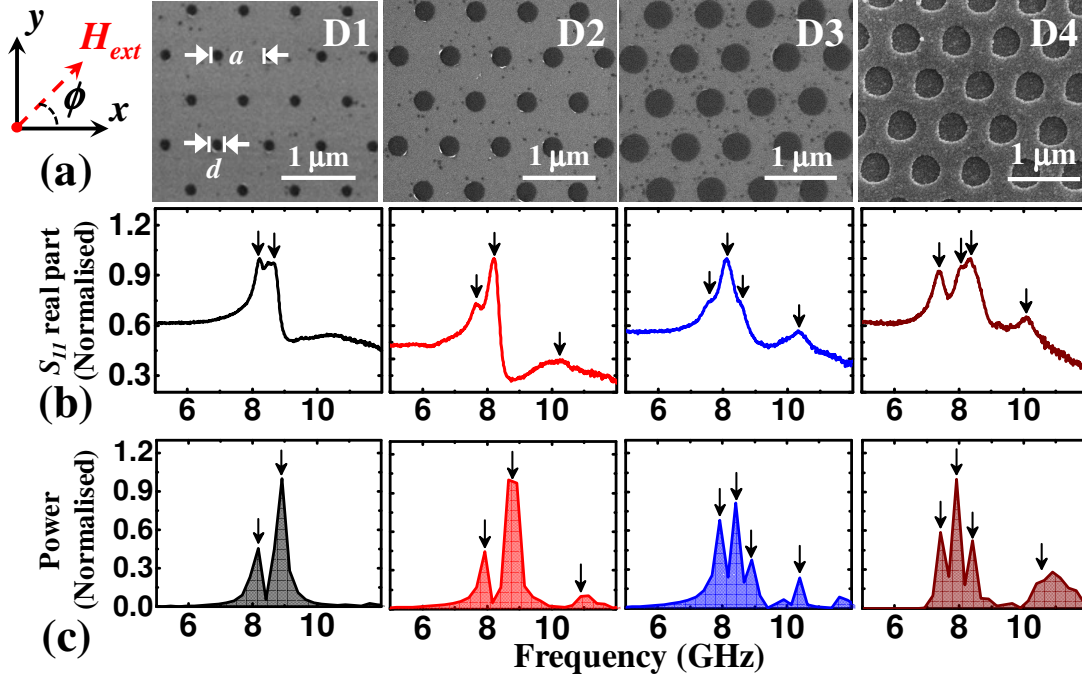 (a)
y
H_ext
ϕ
x
D1
a
d
1 μm
D2
1 μm
D3
1 μm
D4
1 μm
(b)
S_11 real part
(Normalised)
1.2
0.9
0.6
0.3
6 8 10
6 8 10
6 8 10
6 8 10
(c)
Power
(Normalised)
1.2
0.9
0.6
0.3
0.0
6 8 10
6 8 10
6 8 10
6 8 10
Frequency (GHz)